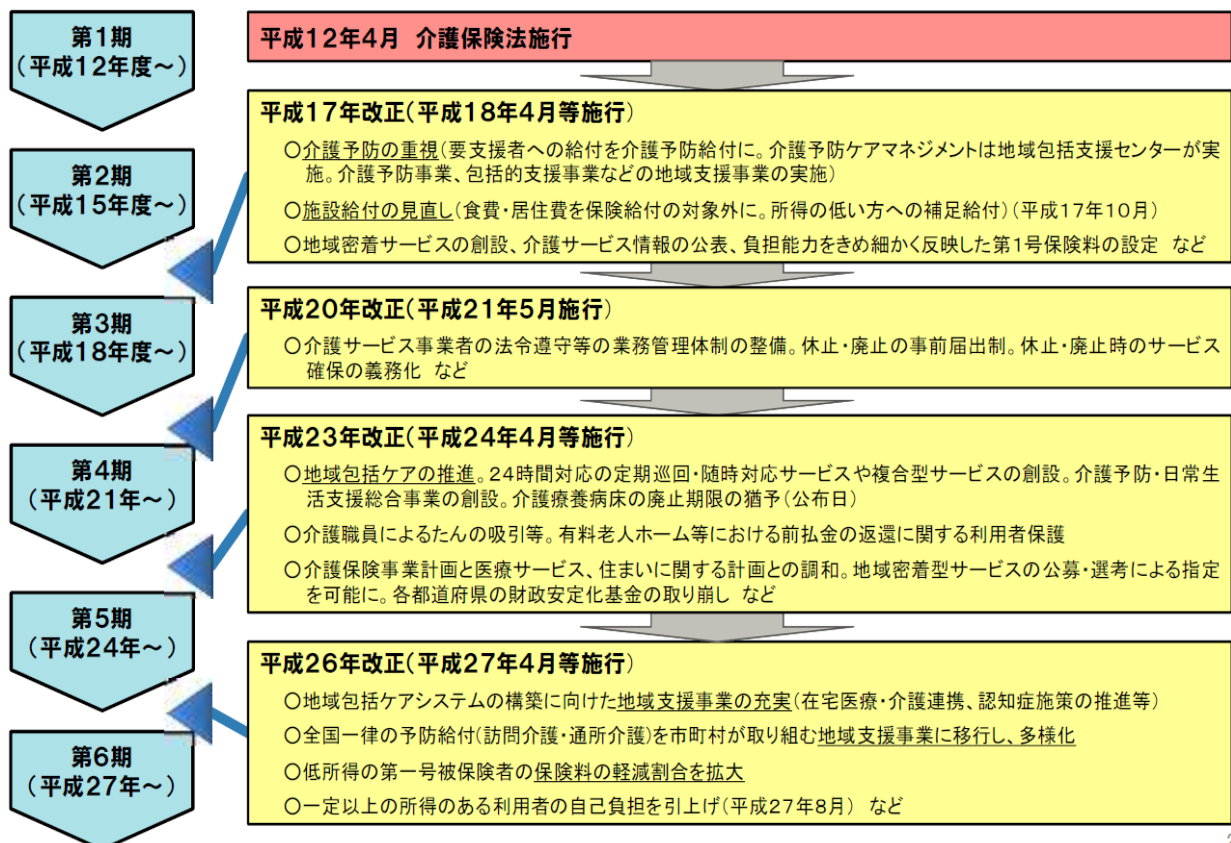 第1期
(平成12年度~)
第2期
(平成15年度~)
第3期
(平成18年度~)
第4期
(平成21年~)
第5期
(平成24年~)
第6期
(平成27年~)
平成12年4月 介護保険法施行
平成17年改正(平成18年4月等施行)
○介護予防の重視(要支援者への給付を介護予防給付に。介護予防ケアマネジメントは地域包括支援センターが実
施。介護予防事業、包括的支援事業などの地域支援事業の実施)
○施設給付の見直し(食費・居住費を保険給付の対象外に。所得の低い方への補足給付)(平成17年10月)
○地域密着サービスの創設、介護サービス情報の公表、負担能力をきめ細かく反映した第1号保険料の設定 など
平成20年改正(平成21年5月施行)
○介護サービス事業者の法令遵守等の業務管理体制の整備。休止・廃止の事前届出制。休止・廃止時のサービス
確保の義務化 など
平成23年改正(平成24年4月等施行)
○地域包括ケアの推進。24時間対応の定期巡回・随時対応サービスや複合型サービスの創設。介護予防・日常生
活支援総合事業の創設。介護療養病床の廃止期限の猶予(公布日)
○介護職員によるたんの吸引等。有料老人ホーム等における前払金の返還に関する利用者保護
○介護保険事業計画と医療サービス、住まいに関する計画との調和。地域密着型サービスの公募・選考による指定
を可能に。各都道府県の財政安定化基金の取り崩し など
平成26年改正(平成27年4月等施行)
○地域包括ケアシステムの構築に向けた地域支援事業の充実(在宅医療・介護連携、認知症施策の推進等)
○全国一律の予防給付(訪問介護・通所介護)を市町村が取り組む地域支援事業に移行し、多様化
○低所得の第一号被保険者の保険料の軽減割合を拡大
○一定以上の所得のある利用者の自己負担を引上げ(平成27年8月) など